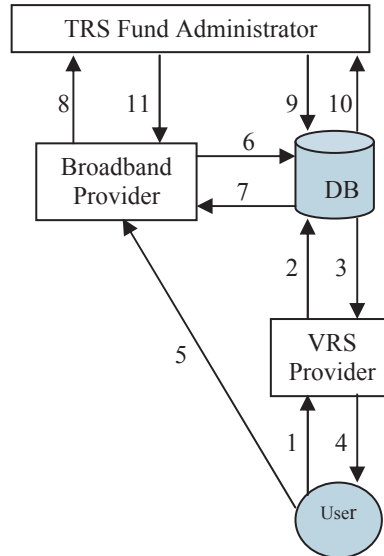 TRS Fund Administrator
8
11
9
10
Broadband
Provider
6
7
DB
2
3
5
VRS
Provider
1
4
User